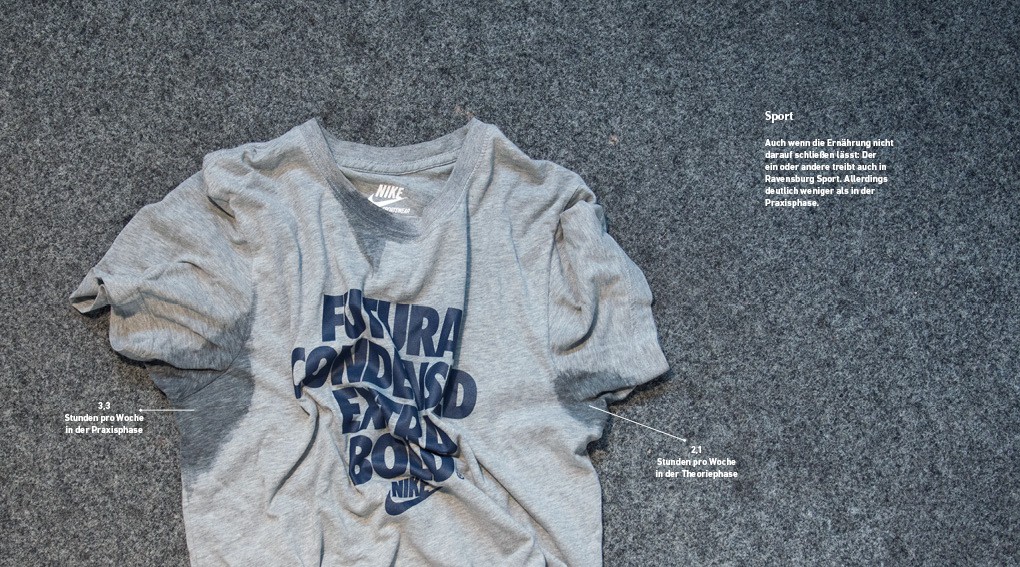 Sport
Auch wenn die Ernährung nicht
darauf schließen lässt: Der
ein oder andere treibt auch in
Ravensburg Sport. Allerdings
deutlich weniger als in der
Praxisphase.
NIKE
FUTURA
CONDENSD
EXTRA
BOLD
NIKE
3,3
Stunden pro Woche
in der Praxisphase
2,1
Stunden pro Woche
in der Theoriephase